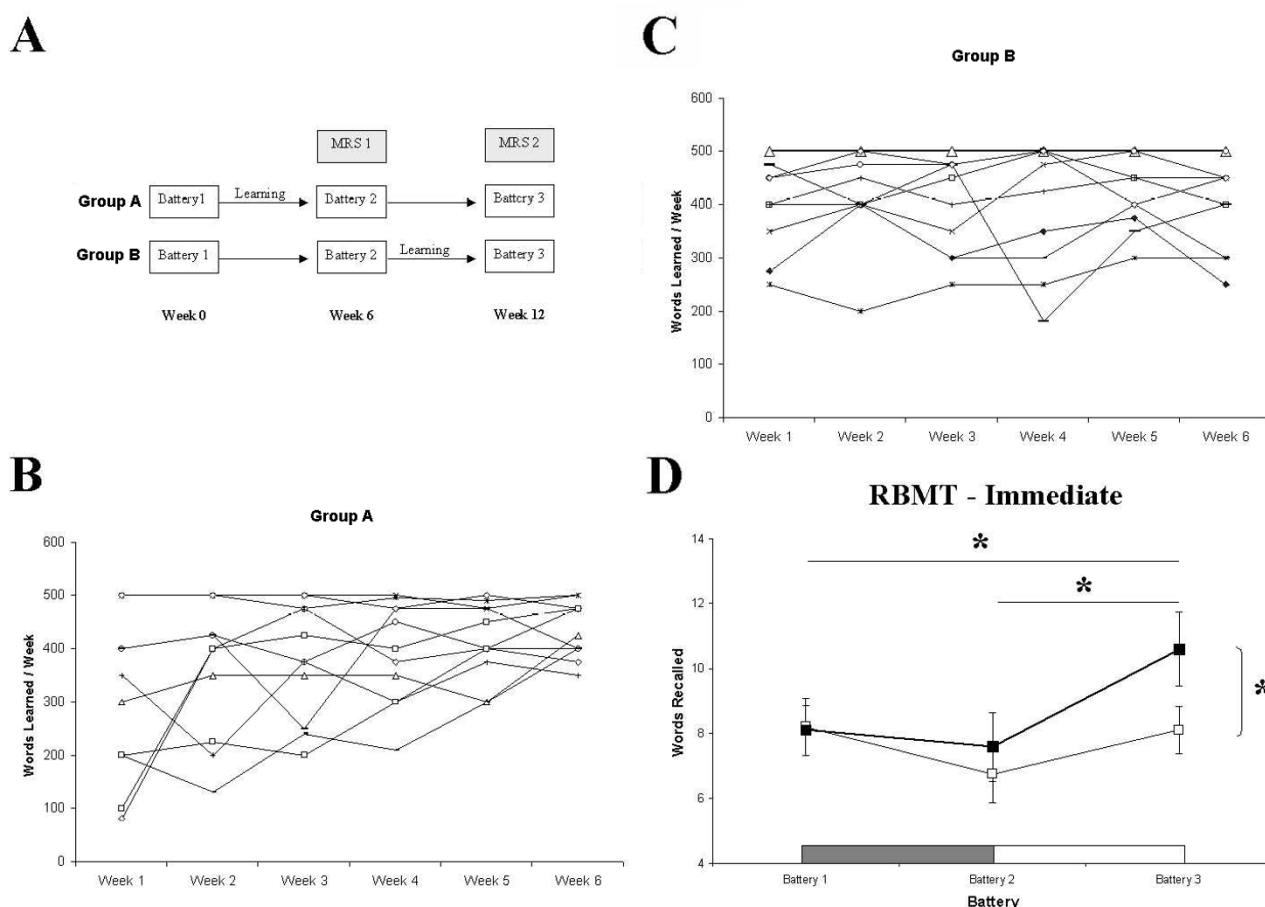 A
MRS 1
MRS 2
Group A
Battery1
Learning
Battery 2
Battery 3
Group B
Battery 1
Battery 2
Learning
Battery 3
Week 0
Week 6
Week 12
B
Group A
Words Learned / Week
600
500
400
300
200
100
0
Week 1
Week 2
Week 3
Week 4
Week 5
Week 6
C
Group B
Words Learned / Week
600
500
400
300
200
100
0
Week 1
Week 2
Week 3
Week 4
Week 5
Week 6
D
RBMT - Immediate
Words Recalled
14
12
10
8
6
4
*
*
*
Battery 1
Battery 2
Battery 3
Battery